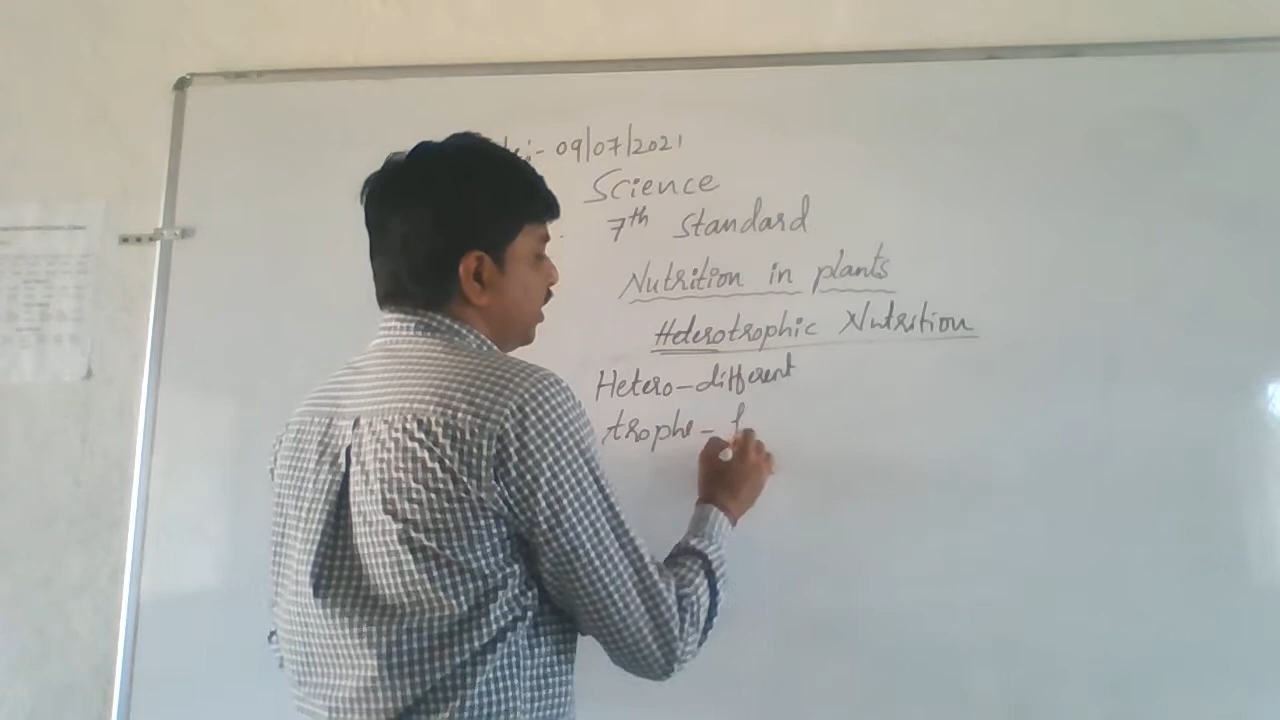 :- 09/07/2021
Science
7th Standard
Nutrition in plants
Heterotrophic Nutrition
Hetero-different
trophe- f